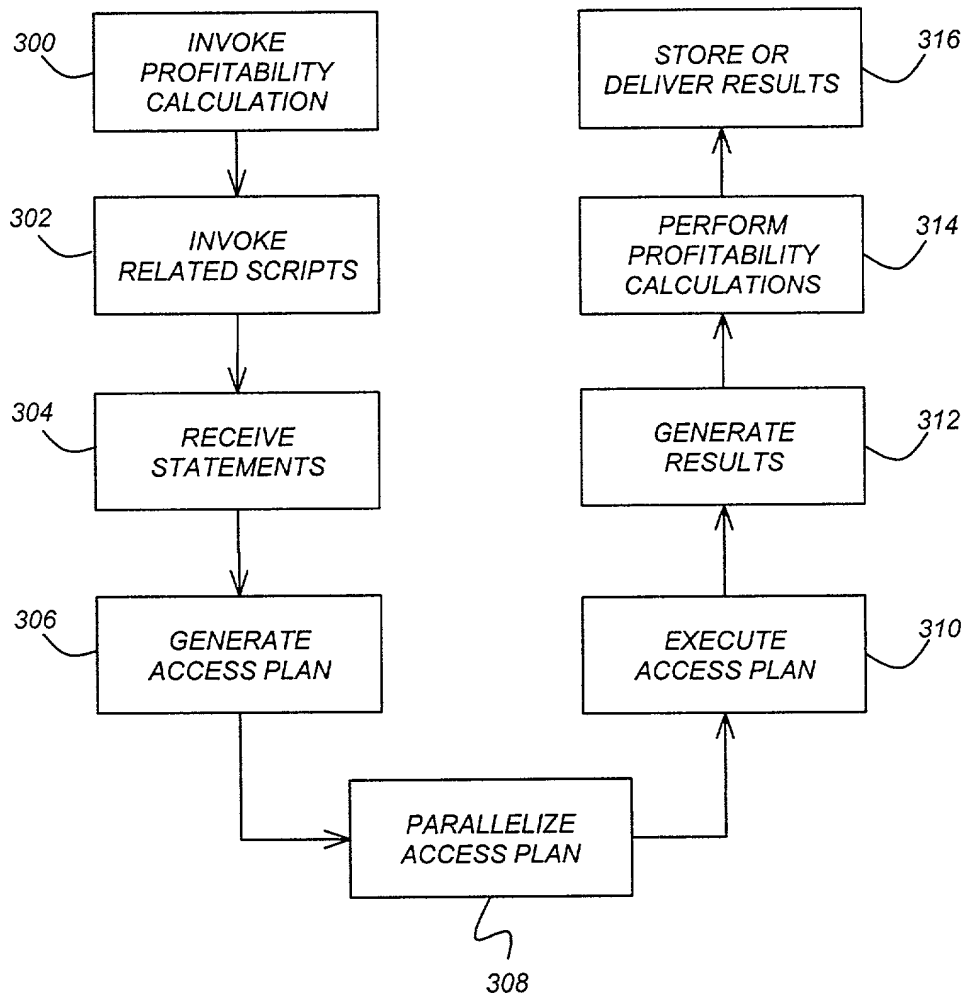 300
INVOKE
PROFITABILITY
CALCULATION
302
INVOKE
RELATED SCRIPTS
304
RECEIVE
STATEMENTS
306
GENERATE
ACCESS PLAN
PARALLELIZE
ACCESS PLAN
308
EXECUTE
ACCESS PLAN
310
GENERATE
RESULTS
312
PERFORM
PROFITABILITY
CALCULATIONS
314
STORE OR
DELIVER RESULTS
316